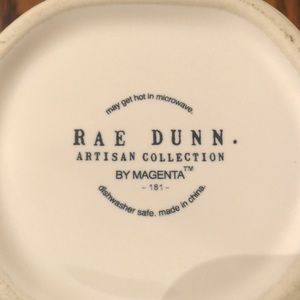 may get hot in microwave.
RAE DUNN.
ARTISAN COLLECTION
BY MAGENTA™
- 181 -
dishwasher safe. made in china.